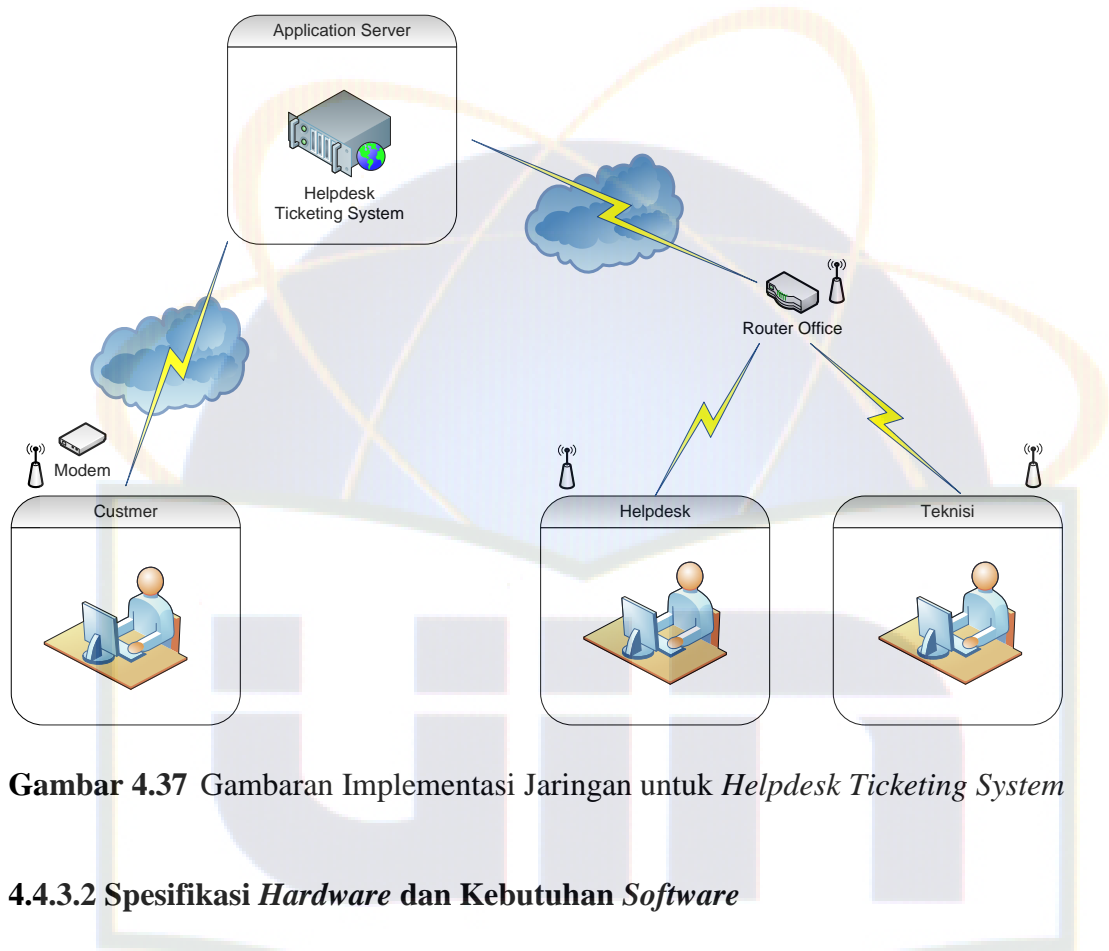 Application Server
Helpdesk
Ticketing System
Router Office
Modem
Custmer
Helpdesk
Teknisi
Gambar 4.37 Gambaran Implementasi Jaringan untuk Helpdesk Ticketing System
4.4.3.2 Spesifikasi Hardware dan Kebutuhan Software
uin